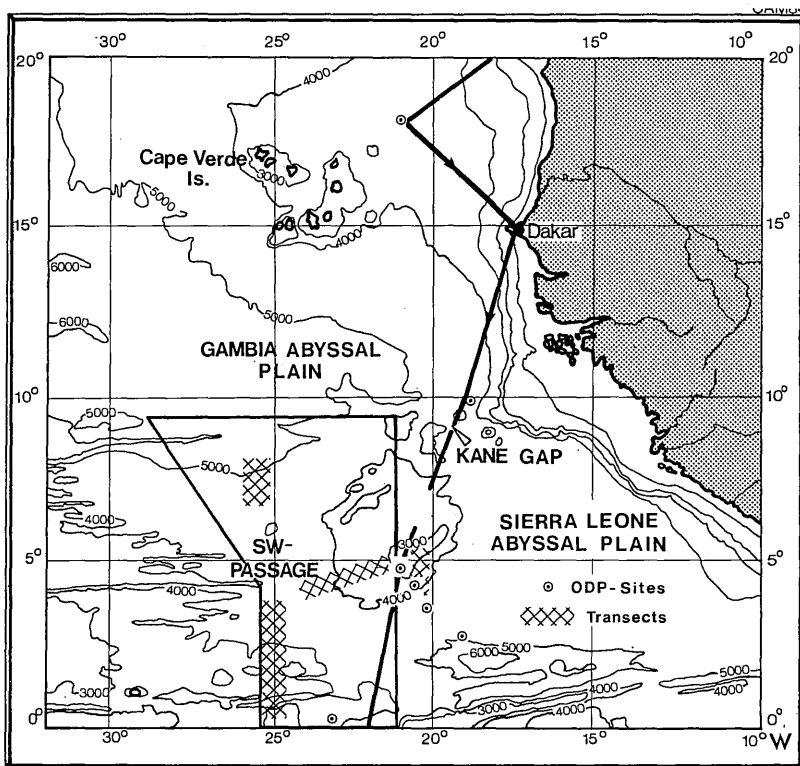 30° 25° 20° 15° 10°
20° 20°
4000
Cape Verde
Is.
3000
5000
15° 15°
4000
Dakar
6000
5000
6000
GAMBIA ABYSSAL
PLAIN
10° 10°
5000
KANE GAP
5000
4000
SIERRA LEONE
ABYSSAL PLAIN
3000
SW-
PASSAGE
5° 5°
ODP-Sites
4000
4000
Transects
6000 5000
5000
3000
4000
4000
3000
4000
0° 0°
30° 25° 20° 15° 10° W